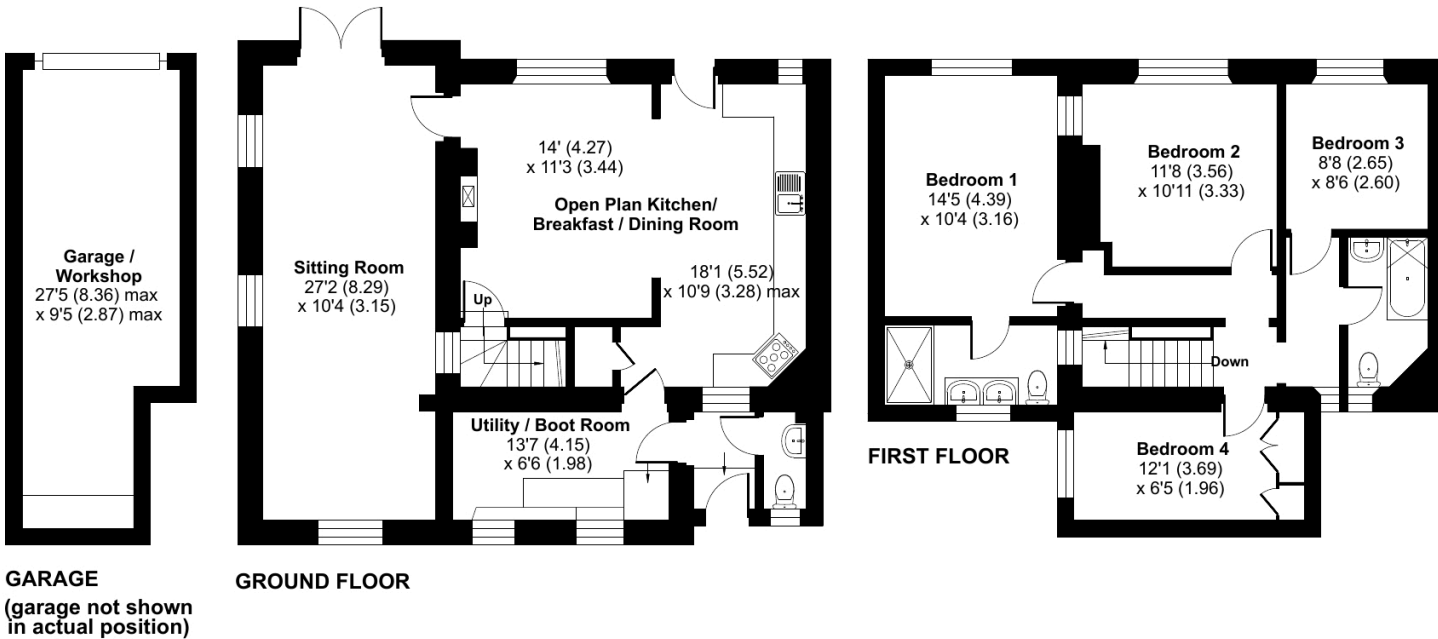 Garage /
Workshop
27'5 (8.36) max
x 9'5 (2.87) max
GARAGE
(garage not shown
in actual position)
Sitting Room
27'2 (8.29)
x 10'4 (3.15)
14' (4.27)
x 11'3 (3.44)
Open Plan Kitchen/
Breakfast / Dining Room
18'1 (5.52)
x 10'9 (3.28) max
Up
Utility / Boot Room
13'7 (4.15)
x 6'6 (1.98)
GROUND FLOOR
Bedroom 1
14'5 (4.39)
x 10'4 (3.16)
Bedroom 2
11'8 (3.56)
x 10'11 (3.33)
Bedroom 3
8'8 (2.65)
x 8'6 (2.60)
Down
Bedroom 4
12'1 (3.69)
x 6'5 (1.96)
FIRST FLOOR